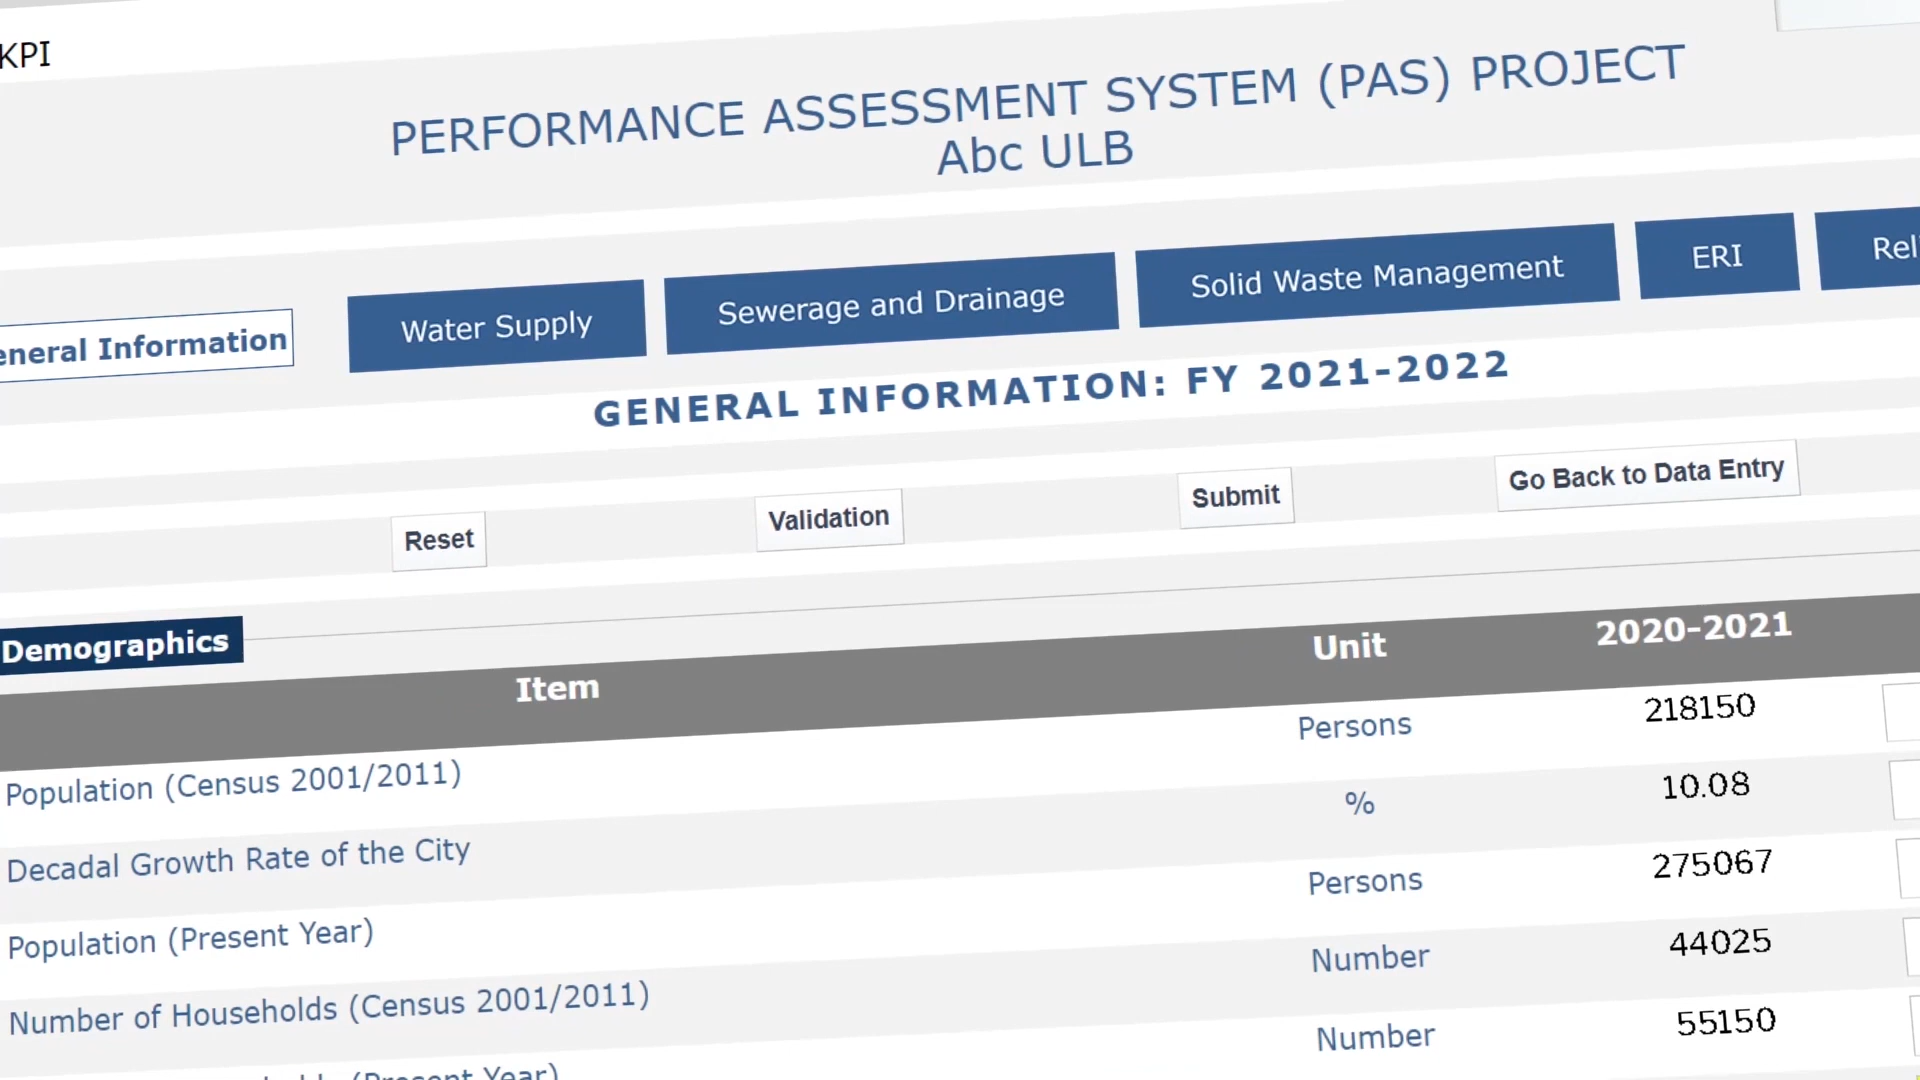 KPI
PERFORMANCE ASSESSMENT SYSTEM (PAS) PROJECT
Abc ULB
General Information Water Supply Sewerage and Drainage Solid Waste Management ERI
GENERAL INFORMATION: FY 2021-2022
Reset Validation Submit Go Back to Data Entry
Demographics
Item Unit 2020-2021
Population (Census 2001/2011) Persons 218150
Decadal Growth Rate of the City % 10.08
Population (Present Year) Persons 275067
Number of Households (Census 2001/2011) Number 44025
(Present Year) Number 55150